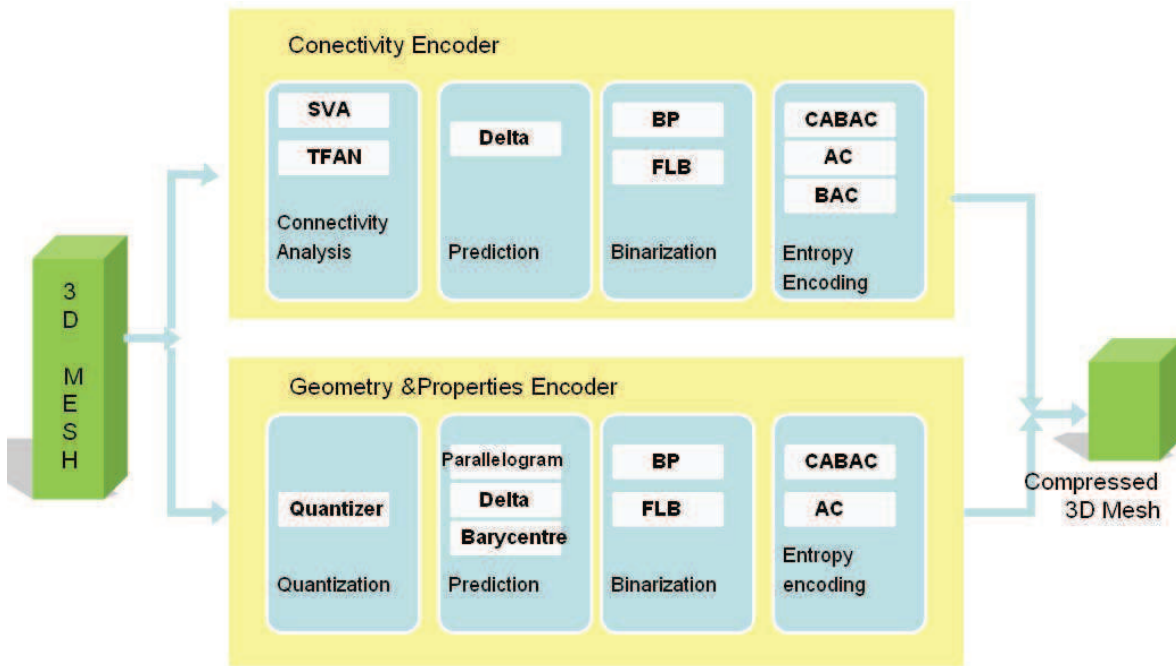 Conectivity Encoder
SVA
TFAN
Connectivity
Analysis
Delta
Prediction
BP
FLB
Binarization
CABAC
AC
BAC
Entropy
Encoding
3
D
M
E
S
H
Geometry &Properties Encoder
Quantizer
Quantization
Parallelogram
Delta
Barycentre
Prediction
BP
FLB
Binarization
CABAC
AC
Entropy
encoding
Compressed
3D Mesh